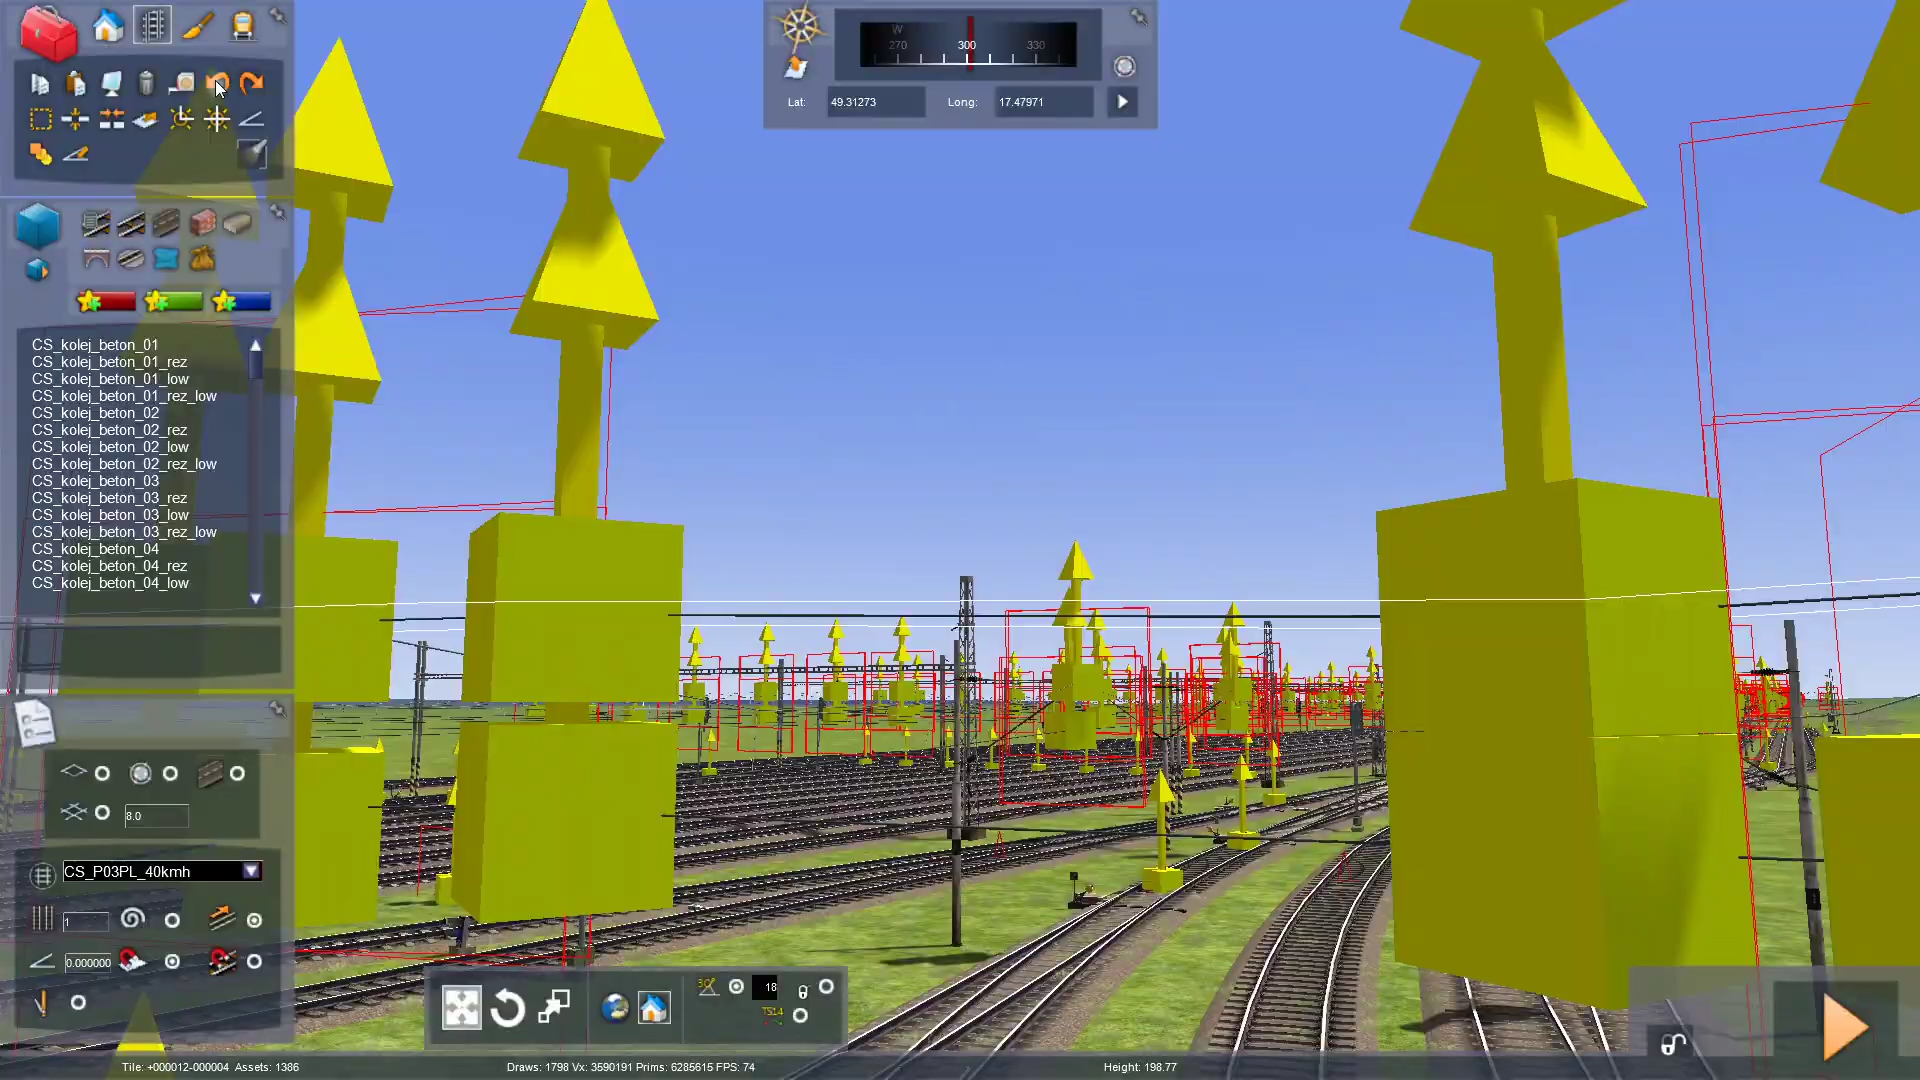 W
270 300 330
Lat: 49.31273 Long: 17.47971
CS_kolej_beton_01
CS_kolej_beton_01_rez
CS_kolej_beton_01_low
CS_kolej_beton_01_rez_low
CS_kolej_beton_02
CS_kolej_beton_02_rez
CS_kolej_beton_02_low
CS_kolej_beton_02_rez_low
CS_kolej_beton_03
CS_kolej_beton_03_rez
CS_kolej_beton_03_low
CS_kolej_beton_03_rez_low
CS_kolej_beton_04
CS_kolej_beton_04_rez
CS_kolej_beton_04_low
8.0
CS_P03PL_40kmh
1
0.000000
30 18
TS14
Tile: +000012-000004 Assets: 1386
Draws: 1798 Vx: 3590191 Prims: 6285615 FPS: 74
Height: 198.77